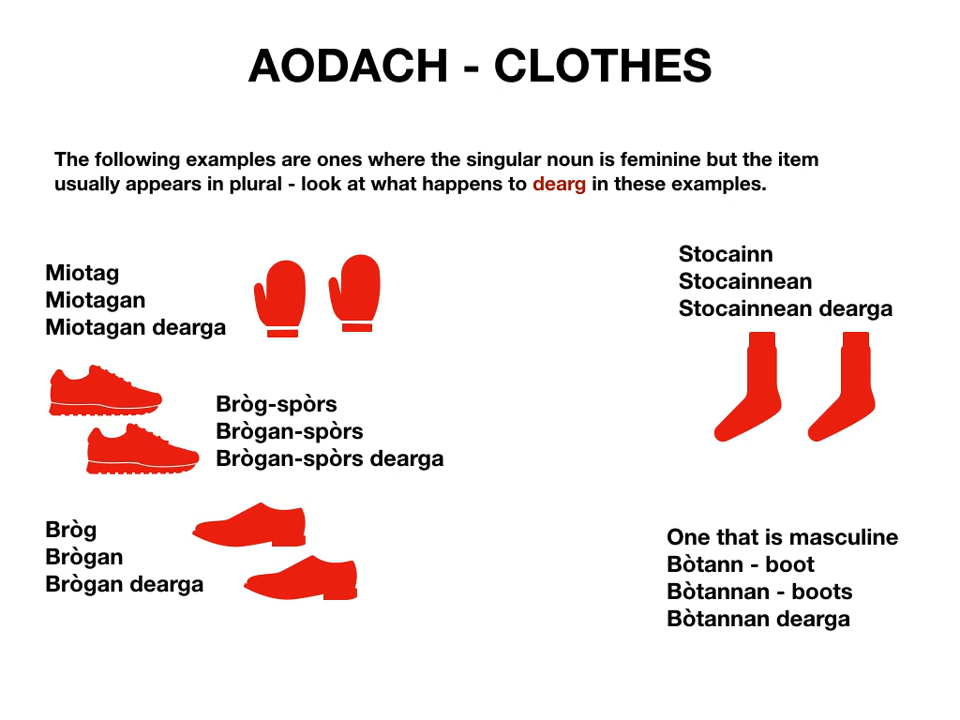 AODACH - CLOTHES
The following examples are ones where the singular noun is feminine but the item
usually appears in plural - look at what happens to dearg in these examples.
Miotag
Miotagan
Miotagan dearga
Stocainn
Stocainnean
Stocainnean dearga
Bròg-spòrs
Brògan-spòrs
Brògan-spòrs dearga
Bròg
Brògan
Brògan dearga
One that is masculine
Bòtann - boot
Bòtannan - boots
Bòtannan dearga